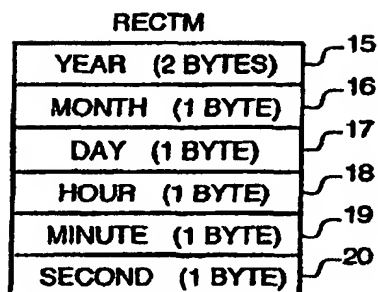 RECTM
YEAR (2 BYTES) 15
MONTH (1 BYTE) 16
DAY (1 BYTE) 17
HOUR (1 BYTE) 18
MINUTE (1 BYTE) 19
SECOND (1 BYTE) 20